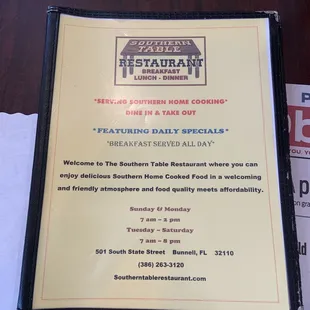 SOUTHERN
TABLE
RESTAURANT
BREAKFAST
LUNCH - DINNER
"SERVING SOUTHERN HOME COOKING"
DINE IN & TAKE OUT
"FEATURING DAILY SPECIALS"
"BREAKFAST SERVED ALL DAY"
Welcome to The Southern Table Restaurant where you can
enjoy delicious Southern Home Cooked Food in a welcoming
and friendly atmosphere and food quality meets affordability.
Sunday & Monday
7 am – 2 pm
Tuesday – Saturday
7 am – 8 pm
501 South State Street Bunnell, FL 32110
(386) 263-3120
Southerntablerestaurant.com